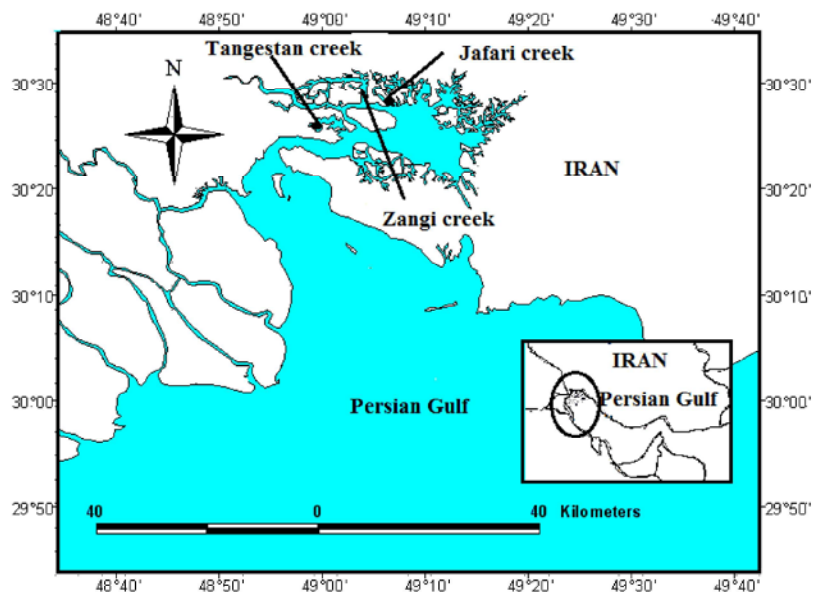 48°40' 48°50' 49°00' 49°10' 49°20' 49°30' 49°40'
Tangestan creek
Jafari creek
N
30°30' 30°30'
IRAN
30°20' 30°20'
Zangi creek
30°10' 30°10'
IRAN
Persian Gulf
30°00' 30°00'
Persian Gulf
29°50' 29°50'
40 0 40 Kilometers
48°40' 48°50' 49°00' 49°10' 29°20' 49°30' 49°40'